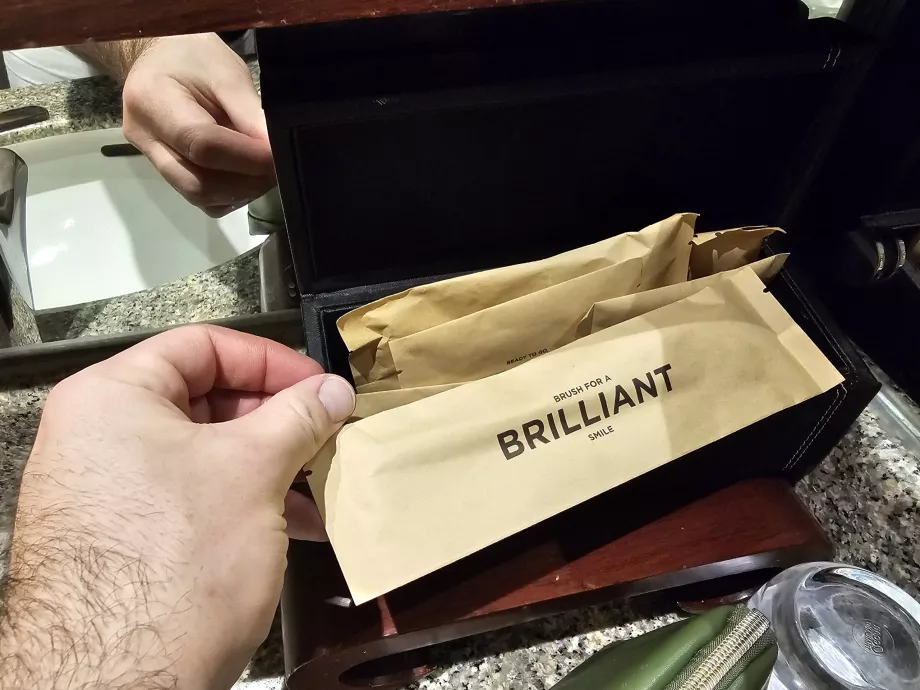 READY TO GO.
BRUSH FOR A
BRILLIANT
SMILE